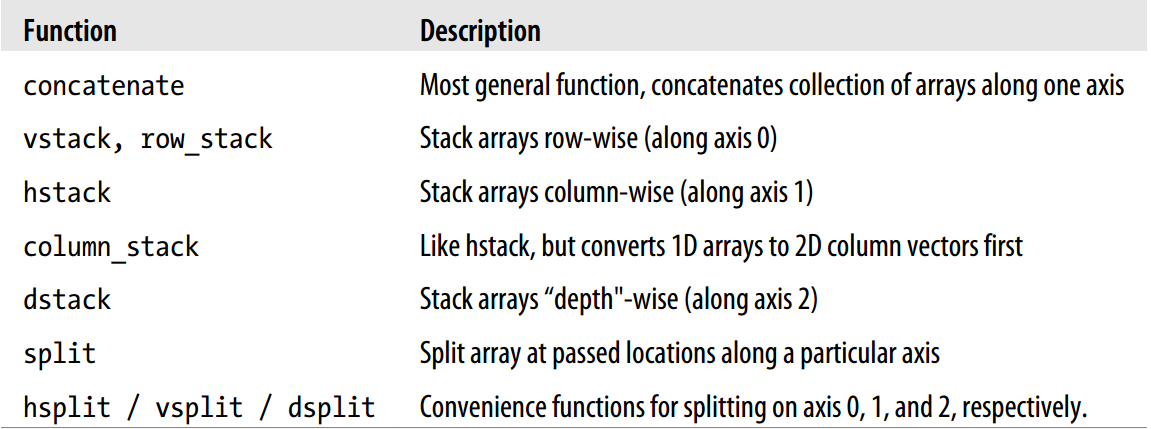 Function Description
concatenate Most general function, concatenates collection of arrays along one axis
vstack, row_stack Stack arrays row-wise (along axis 0)
hstack Stack arrays column-wise (along axis 1)
column_stack Like hstack, but converts 1D arrays to 2D column vectors first
dstack Stack arrays “depth"-wise (along axis 2)
split Split array at passed locations along a particular axis
hsplit / vsplit / dsplit Convenience functions for splitting on axis 0, 1, and 2, respectively.